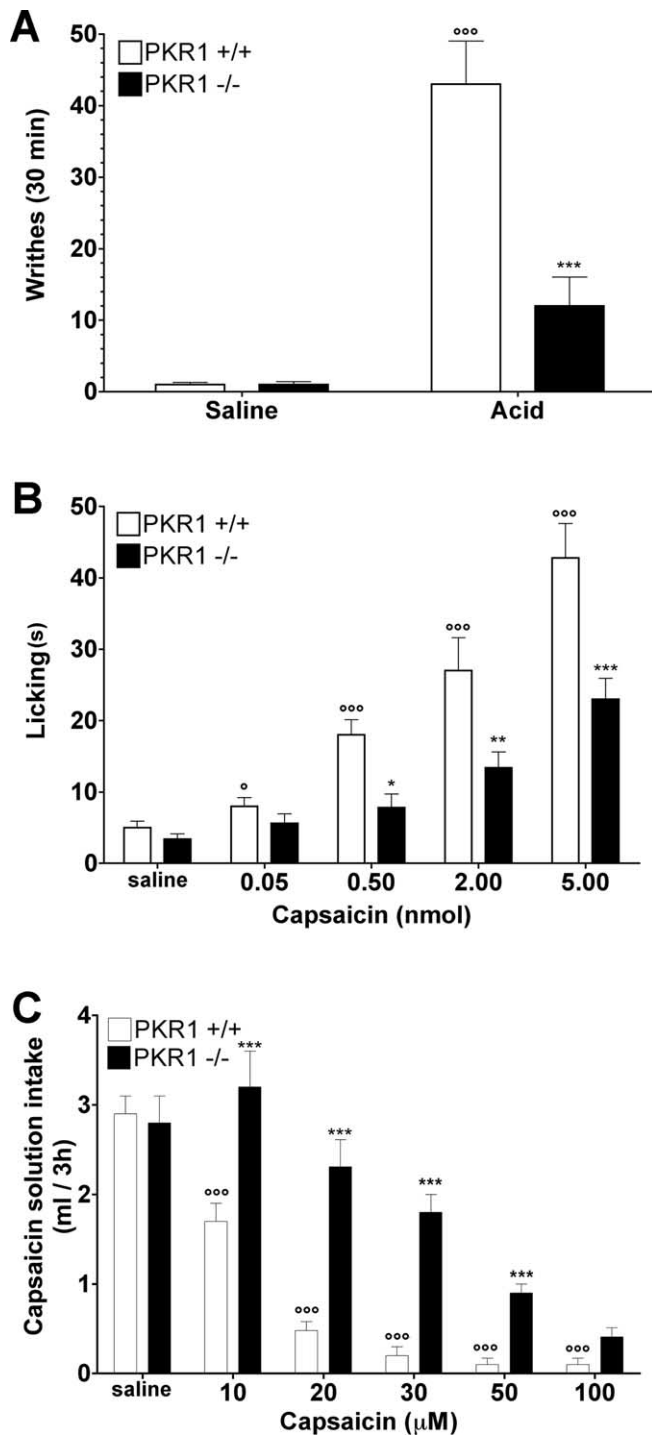 A
PKR1 +/+
PKR1 -/-
Writhes (30 min)
50
40
30
20
10
0
°°°
***
Saline Acid
B
PKR1 +/+
PKR1 -/-
Licking(s)
50
40
30
20
10
0
°
°°°
*
°°°
**
°°°
***
saline 0.05 0.50 2.00 5.00
Capsaicin (nmol)
C
PKR1 +/+
PKR1 -/-
Capsaicin solution intake
(ml / 3h)
4
3
2
1
0
°°°
***
°°°
***
°°°
***
°°°
***
°°°
saline 10 20 30 50 100
Capsaicin (µM)